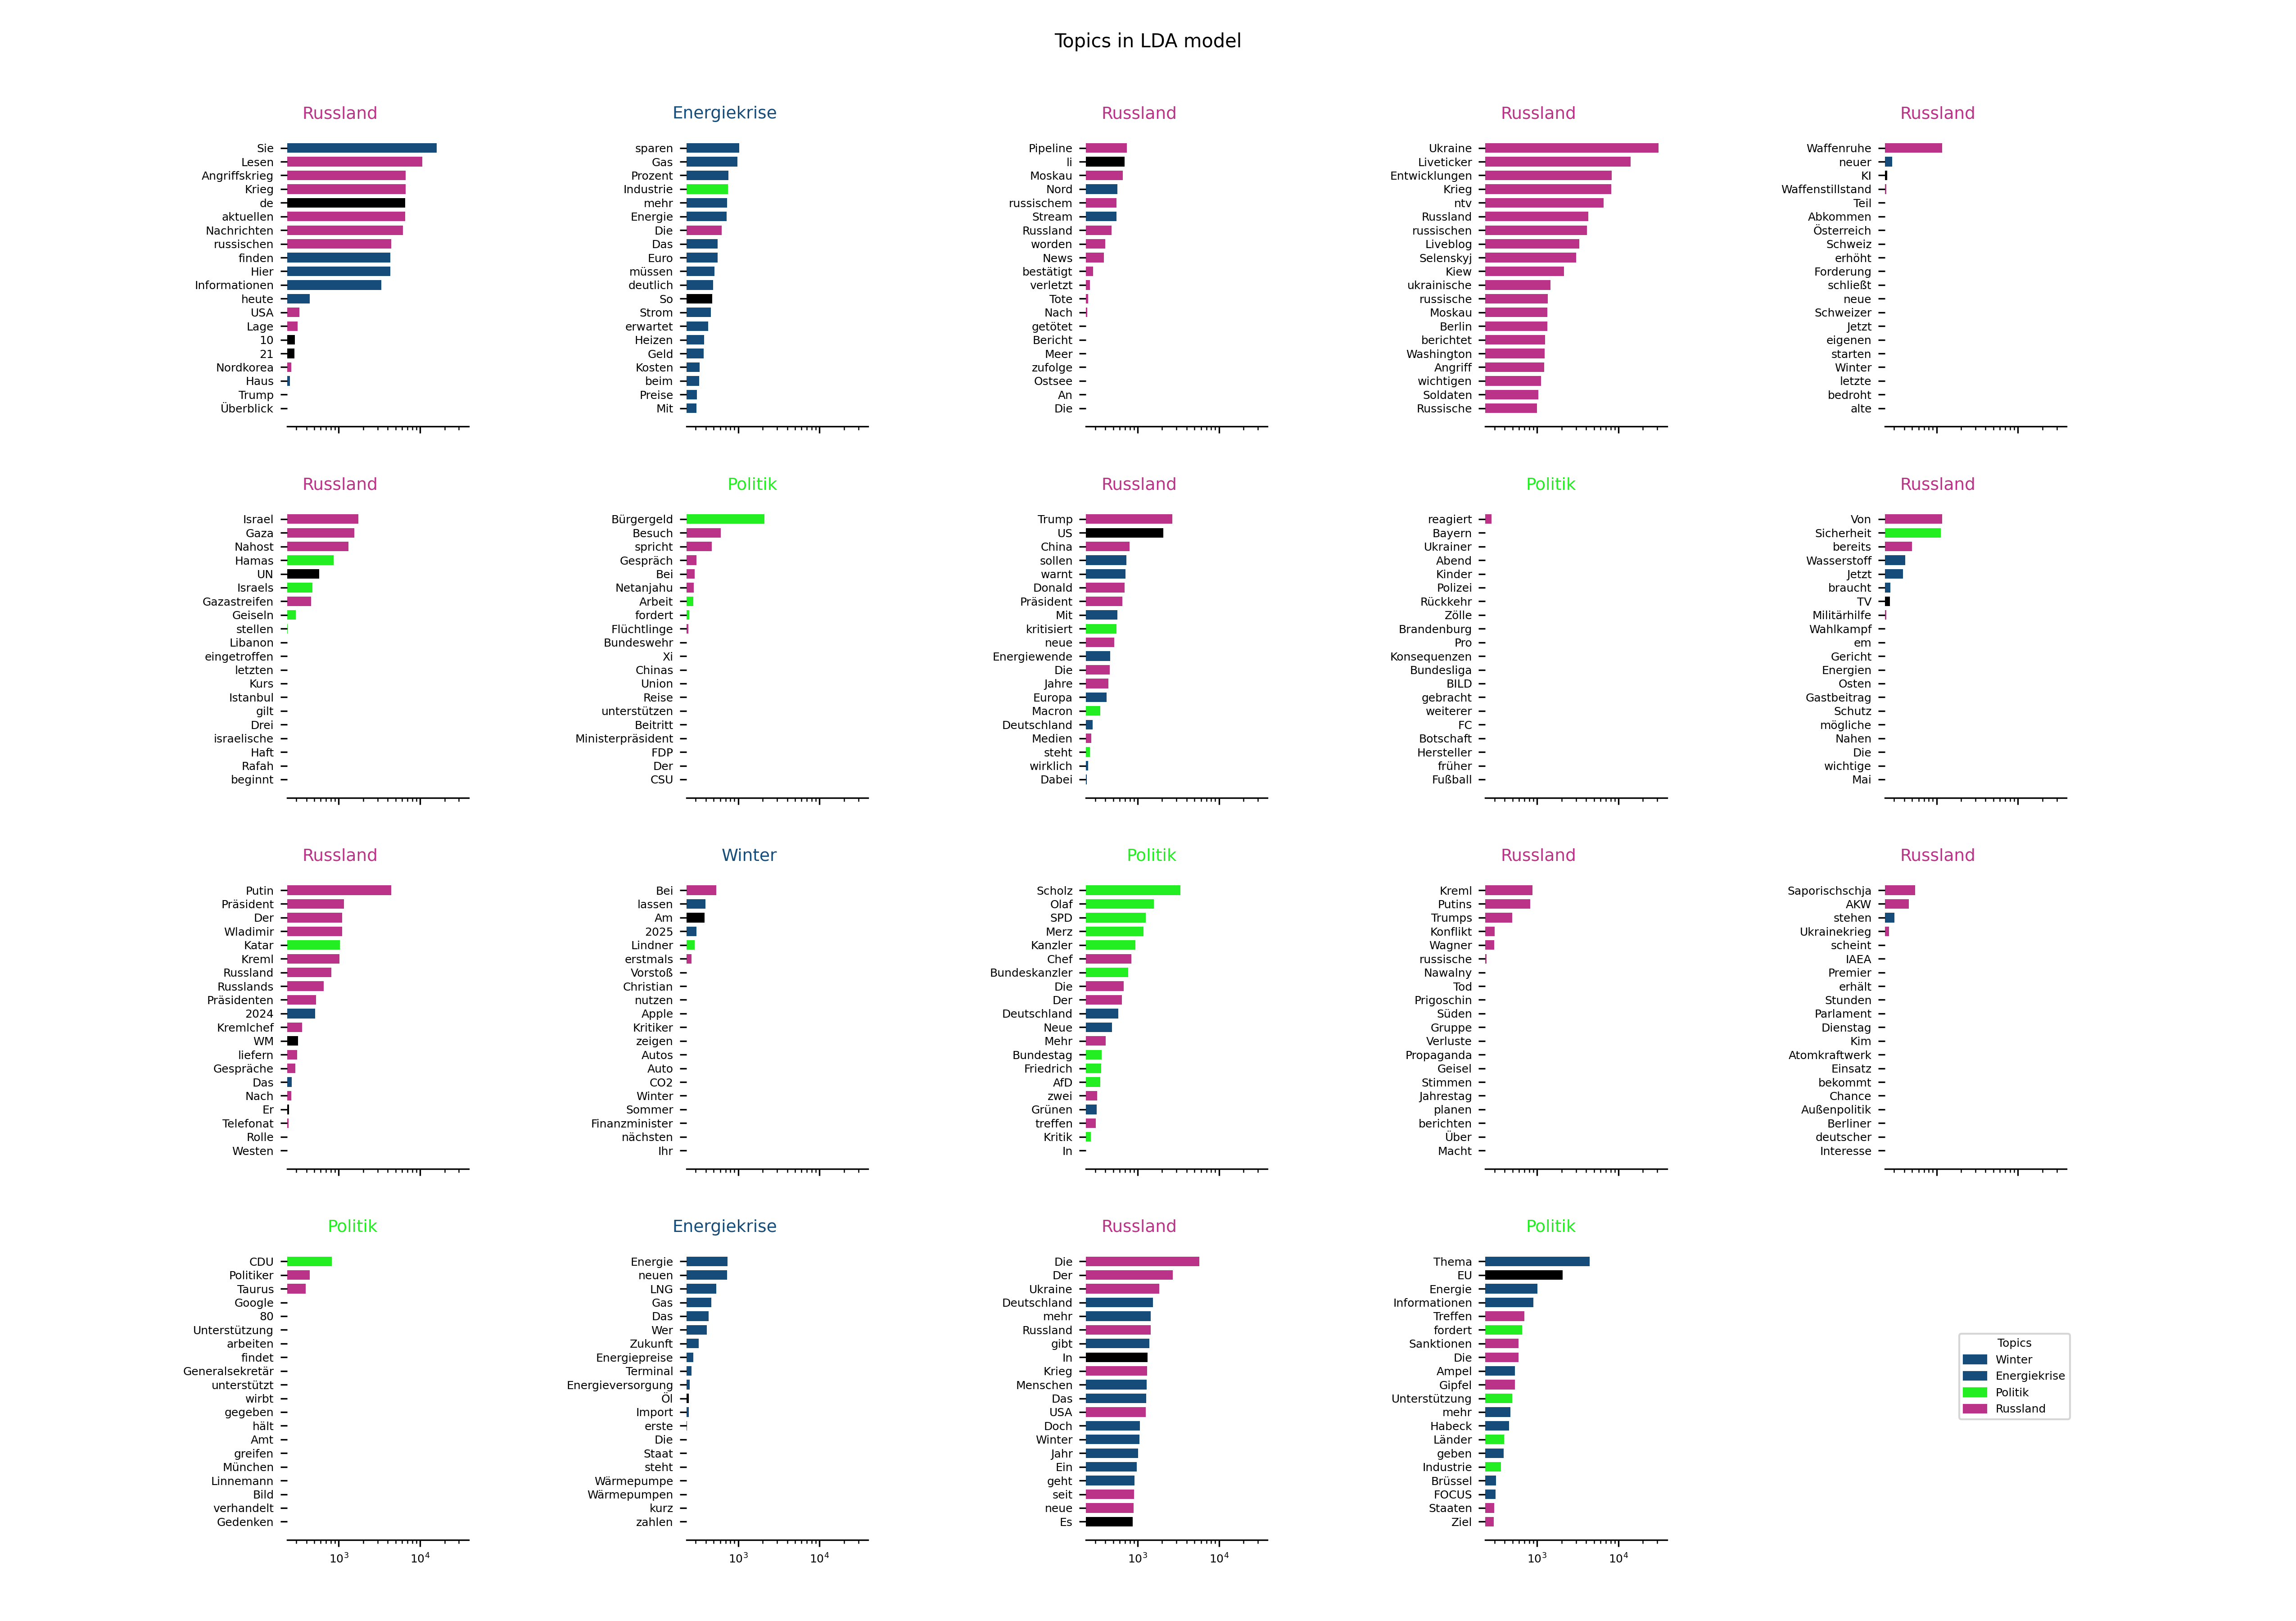 Topics in LDA model
Russland
Sie
Lesen
Angriffskrieg
Krieg
de
aktuellen
Nachrichten
russischen
finden
Hier
Informationen
heute
USA
Lage
10
21
Nordkorea
Haus
Trump
Überblick
Energiekrise
sparen
Gas
Prozent
Industrie
mehr
Energie
Die
Das
Euro
müssen
deutlich
So
Strom
erwartet
Heizen
Geld
Kosten
beim
Preise
Mit
Russland
Pipeline
li
Moskau
Nord
russischem
Stream
Russland
worden
News
bestätigt
verletzt
Tote
Nach
getötet
Bericht
Meer
zufolge
Ostsee
An
Die
Russland
Ukraine
Liveticker
Entwicklungen
Krieg
ntv
Russland
russischen
Liveblog
Selenskyj
Kiew
ukrainische
russische
Moskau
Berlin
berichtet
Washington
Angriff
wichtigen
Soldaten
Russische
Russland
Waffenruhe
neuer
KI
Waffenstillstand
Teil
Abkommen
Österreich
Schweiz
erhöht
Forderung
schließt
neue
Schweizer
Jetzt
eigenen
starten
Winter
letzte
bedroht
alte
Russland
Israel
Gaza
Nahost
Hamas
UN
Israels
Gazastreifen
Geiseln
stellen
Libanon
eingetroffen
letzten
Kurs
Istanbul
gilt
Drei
israelische
Haft
Rafah
beginnt
Politik
Bürgergeld
Besuch
spricht
Gespräch
Bei
Netanjahu
Arbeit
fordert
Flüchtlinge
Bundeswehr
Xi
Chinas
Union
Reise
unterstützen
Beitritt
Ministerpräsident
FDP
Der
CSU
Russland
Trump
US
China
sollen
warnt
Donald
Präsident
Mit
kritisiert
neue
Energiewende
Die
Jahre
Europa
Macron
Deutschland
Medien
steht
wirklich
Dabei
Politik
reagiert
Bayern
Ukrainer
Abend
Kinder
Polizei
Rückkehr
Zölle
Brandenburg
Pro
Konsequenzen
Bundesliga
BILD
gebracht
weiterer
FC
Botschaft
Hersteller
früher
Fußball
Russland
Von
Sicherheit
bereits
Wasserstoff
Jetzt
braucht
TV
Militärhilfe
Wahlkampf
em
Gericht
Energien
Osten
Gastbeitrag
Schutz
mögliche
Nahen
Die
wichtige
Mai
Russland
Putin
Präsident
Der
Wladimir
Katar
Kreml
Russland
Russlands
Präsidenten
2024
Kremlchef
WM
liefern
Gespräche
Das
Nach
Er
Telefonat
Rolle
Westen
Winter
Bei
lassen
Am
2025
Lindner
erstmals
Vorstoß
Christian
nutzen
Apple
Kritiker
zeigen
Autos
Auto
CO2
Winter
Sommer
Finanzminister
nächsten
Ihr
Politik
Scholz
Olaf
SPD
Merz
Kanzler
Chef
Bundeskanzler
Die
Der
Deutschland
Neue
Mehr
Bundestag
Friedrich
AfD
zwei
Grünen
treffen
Kritik
In
Russland
Kreml
Putins
Trumps
Konflikt
Wagner
russische
Nawalny
Tod
Prigoschin
Süden
Gruppe
Verluste
Propaganda
Geisel
Stimmen
Jahrestag
planen
berichten
Über
Macht
Russland
Saporischschja
AKW
stehen
Ukrainekrieg
scheint
IAEA
Premier
erhält
Stunden
Parlament
Dienstag
Kim
Atomkraftwerk
Einsatz
bekommt
Chance
Außenpolitik
Berliner
deutscher
Interesse
Politik
CDU
Politiker
Taurus
Google
80
Unterstützung
arbeiten
findet
Generalsekretär
unterstützt
wirbt
gegeben
hält
Amt
greifen
München
Linnemann
Bild
verhandelt
Gedenken
10³ 10⁴
Energiekrise
Energie
neuen
LNG
Gas
Das
Wer
Zukunft
Energiepreise
Terminal
Energieversorgung
Öl
Import
erste
Die
Staat
steht
Wärmepumpe
Wärmepumpen
kurz
zahlen
10³ 10⁴
Russland
Die
Der
Ukraine
Deutschland
mehr
Russland
gibt
In
Krieg
Menschen
Das
USA
Doch
Winter
Jahr
Ein
geht
seit
neue
Es
10³ 10⁴
Politik
Thema
EU
Energie
Informationen
Treffen
fordert
Sanktionen
Die
Ampel
Gipfel
Unterstützung
mehr
Habeck
Länder
geben
Industrie
Brüssel
FOCUS
Staaten
Ziel
10³ 10⁴
Topics
Winter
Energiekrise
Politik
Russland